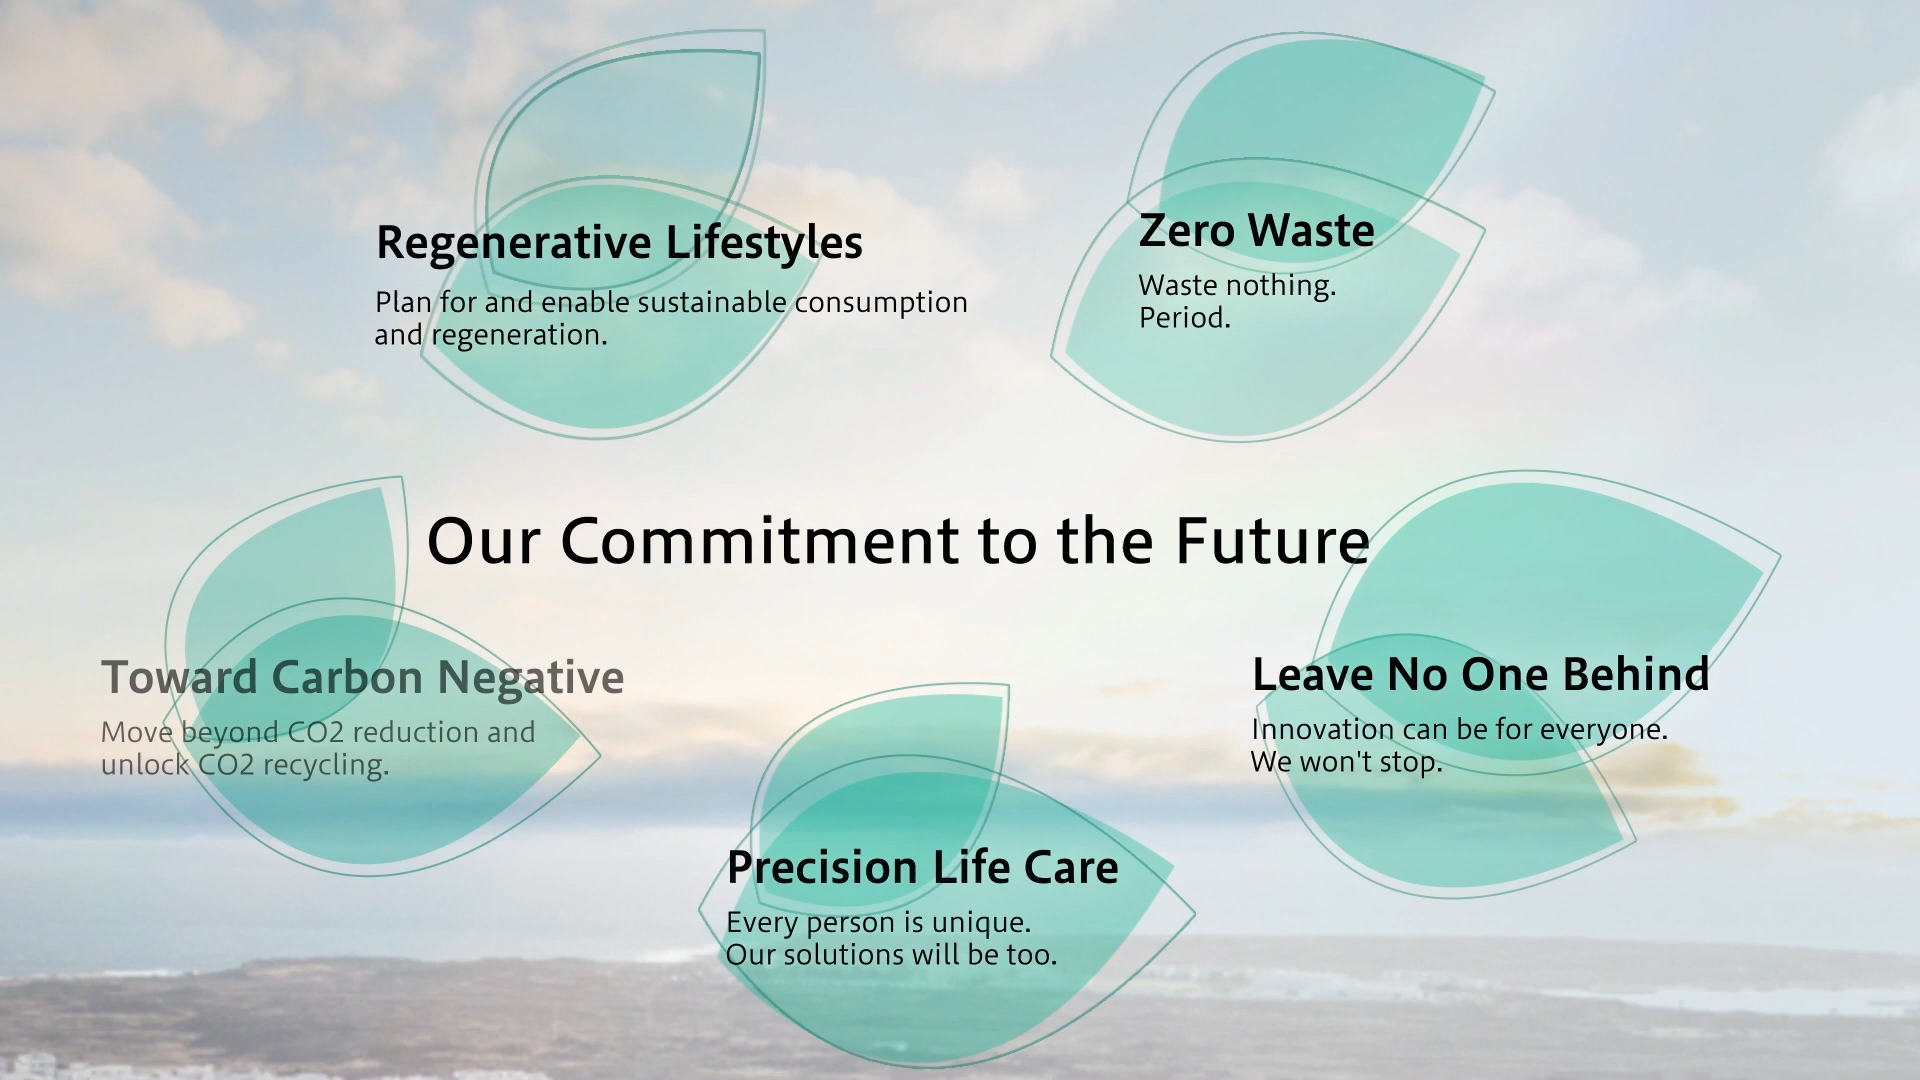 Regenerative Lifestyles
Plan for and enable sustainable consumption
and regeneration.
Zero Waste
Waste nothing.
Period.
Our Commitment to the Future
Toward Carbon Negative
Move beyond CO2 reduction and
unlock CO2 recycling.
Leave No One Behind
Innovation can be for everyone.
We won't stop.
Precision Life Care
Every person is unique.
Our solutions will be too.